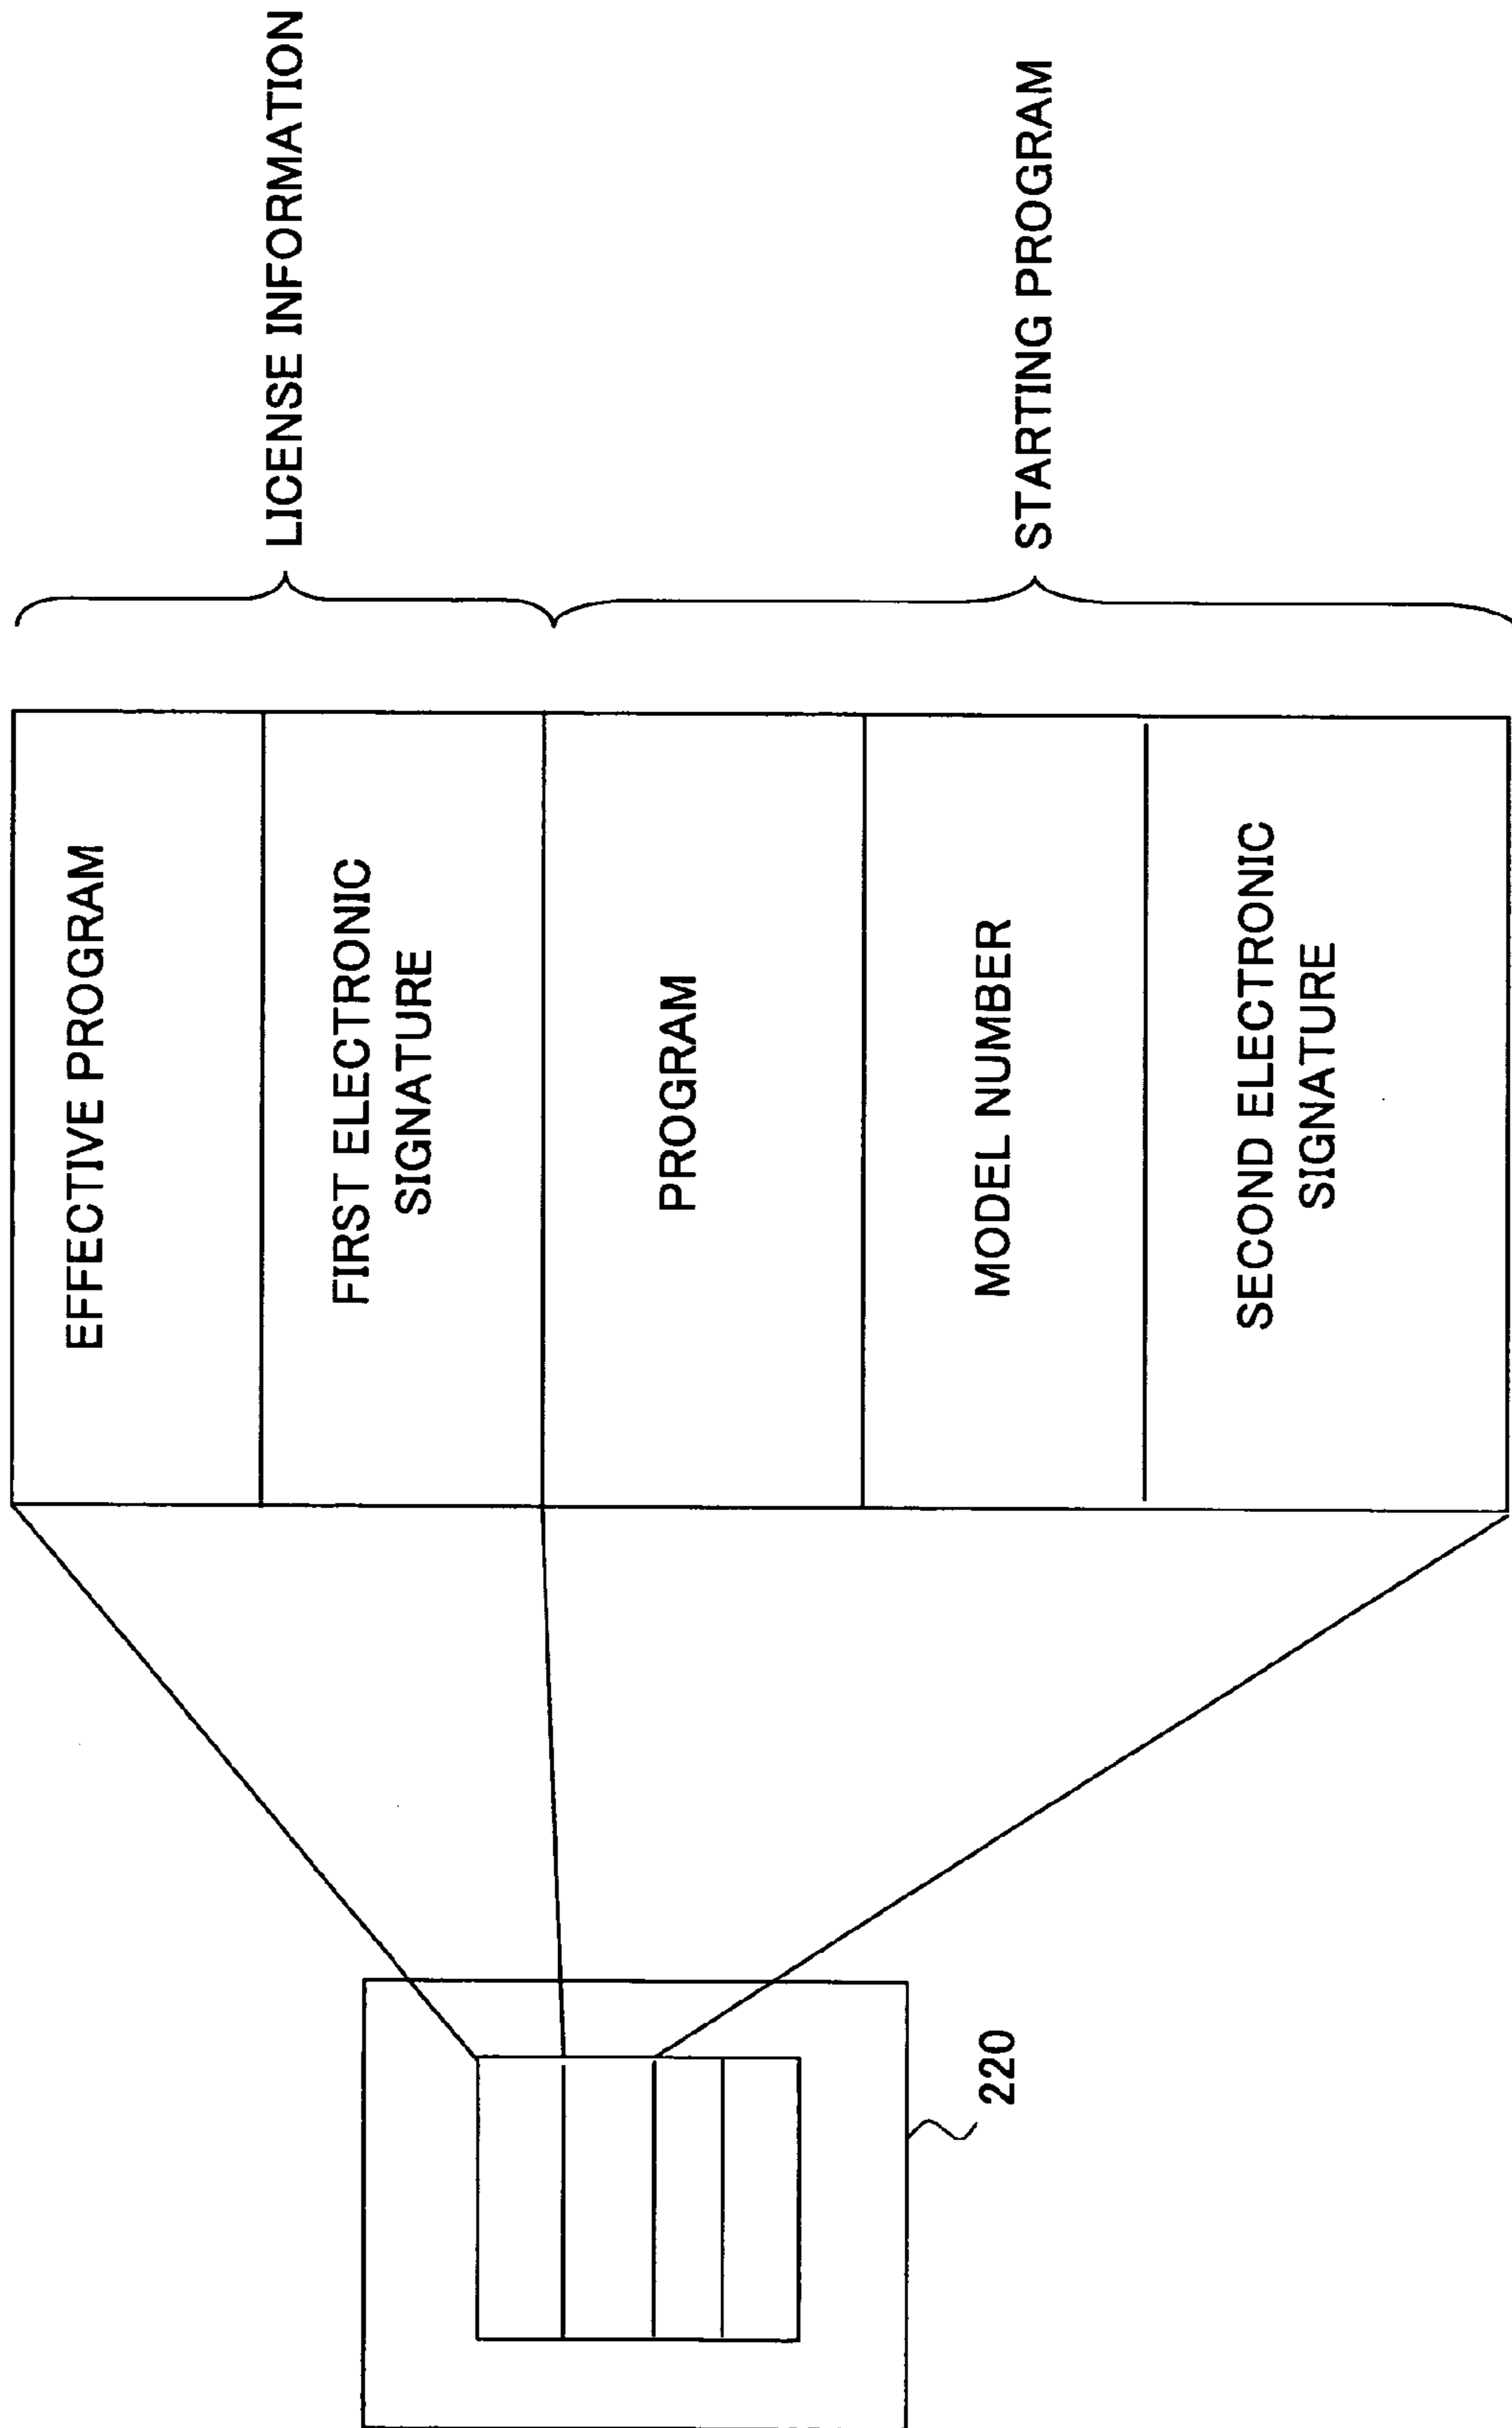 EFFECTIVE PROGRAM
FIRST ELECTRONIC
SIGNATURE
PROGRAM
MODEL NUMBER
SECOND ELECTRONIC
SIGNATURE
LICENSE INFORMATION
STARTING PROGRAM
220